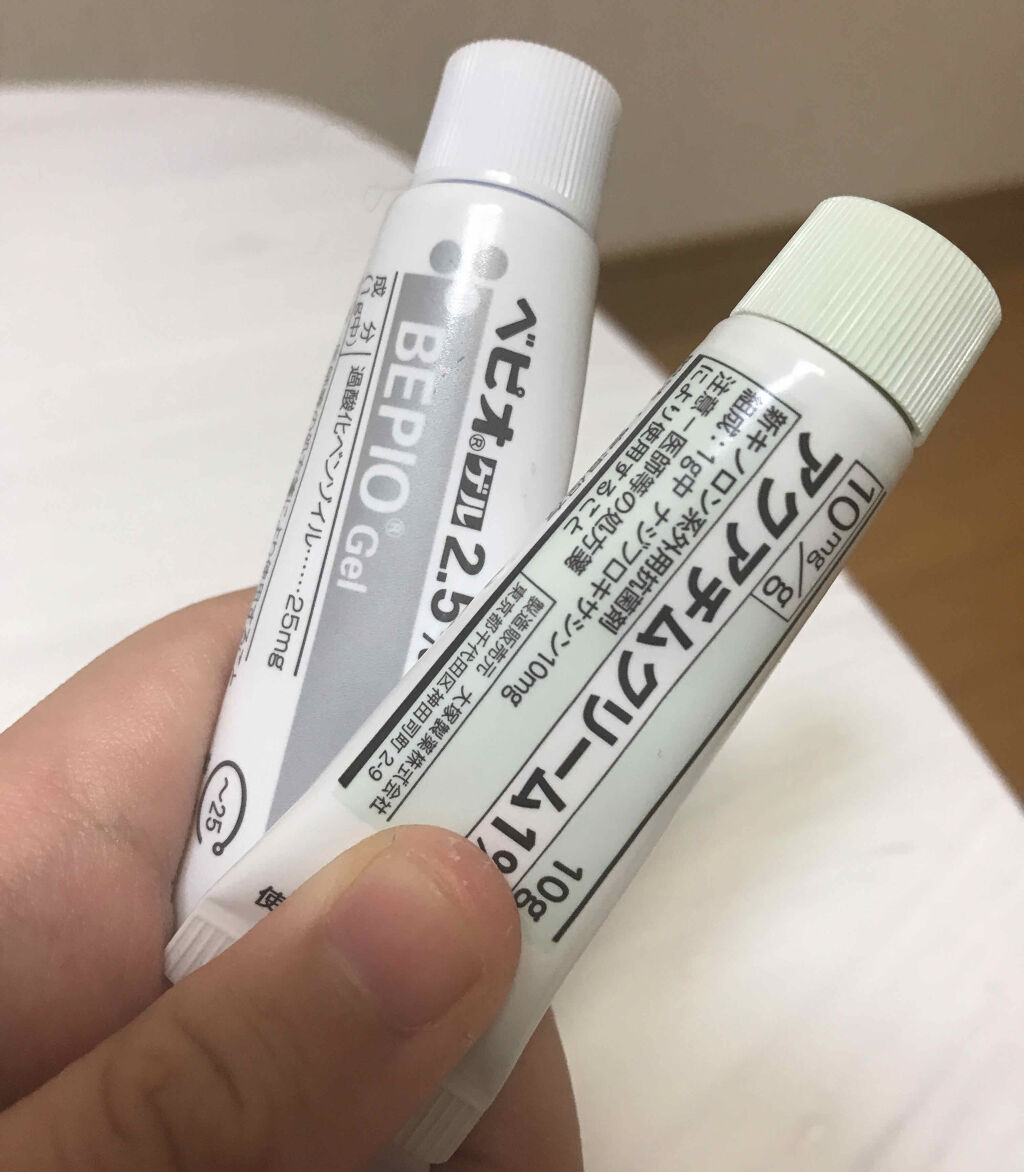 ベピオ®ゲル2.5%
BEPIO® Gel
成分
(1g中)
過酸化ベンゾイル……25mg
~25
10mg/g
アクアチムクリーム1%
10g
新キノロン系外用抗菌剤
組成:1g中 ナジフロキサシン10mg
注意-医師等の処方箋
により使用すること
製造販売元
大塚製薬株式会社
東京都千代田区神田司町2-9
使